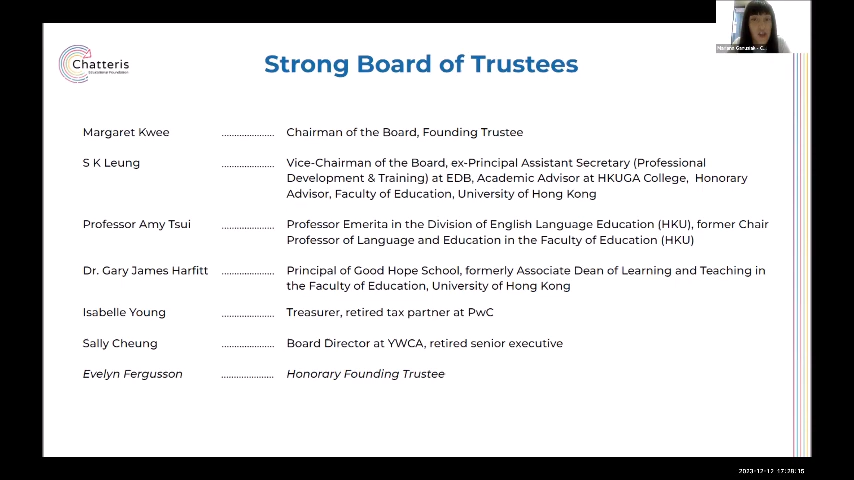 Chatteris
Educational Foundation
Strong Board of Trustees
Margaret Kwee ..................... Chairman of the Board, Founding Trustee
S K Leung ..................... Vice-Chairman of the Board, ex-Principal Assistant Secretary (Professional
Development & Training) at EDB, Academic Advisor at HKUGA College, Honorary
Advisor, Faculty of Education, University of Hong Kong
Professor Amy Tsui ..................... Professor Emerita in the Division of English Language Education (HKU), former Chair
Professor of Language and Education in the Faculty of Education (HKU)
Dr. Gary James Harfitt ..................... Principal of Good Hope School, formerly Associate Dean of Learning and Teaching in
the Faculty of Education, University of Hong Kong
Isabelle Young ..................... Treasurer, retired tax partner at PwC
Sally Cheung ..................... Board Director at YWCA, retired senior executive
Evelyn Fergusson ..................... Honorary Founding Trustee
2023-12-12 17:28:15